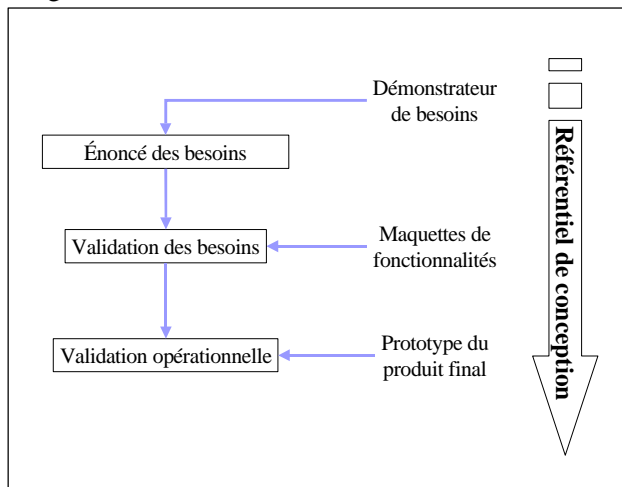 Démonstrateur
de besoins
Énoncé des besoins
Validation des besoins
Maquettes de
fonctionnalités
Validation opérationnelle
Prototype du
produit final
Référentiel de conception